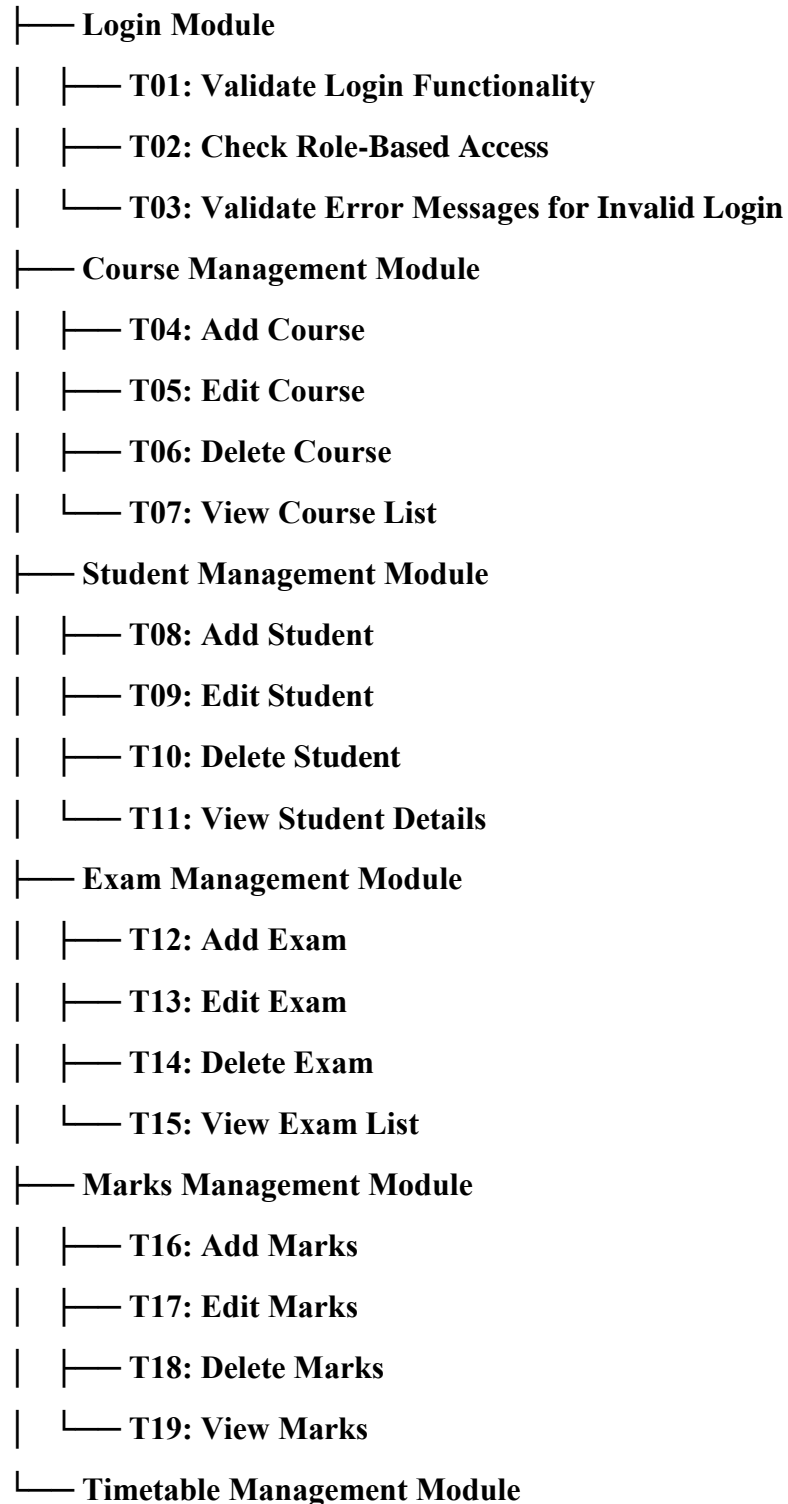 ├── Login Module
│ ├── T01: Validate Login Functionality
│ ├── T02: Check Role-Based Access
│ └── T03: Validate Error Messages for Invalid Login
├── Course Management Module
│ ├── T04: Add Course
│ ├── T05: Edit Course
│ ├── T06: Delete Course
│ └── T07: View Course List
├── Student Management Module
│ ├── T08: Add Student
│ ├── T09: Edit Student
│ ├── T10: Delete Student
│ └── T11: View Student Details
├── Exam Management Module
│ ├── T12: Add Exam
│ ├── T13: Edit Exam
│ ├── T14: Delete Exam
│ └── T15: View Exam List
├── Marks Management Module
│ ├── T16: Add Marks
│ ├── T17: Edit Marks
│ ├── T18: Delete Marks
│ └── T19: View Marks
└── Timetable Management Module